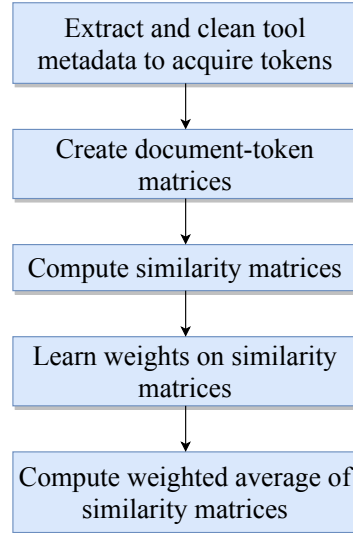 Extract and clean tool
metadata to acquire tokens
Create document-token
matrices
Compute similarity matrices
Learn weights on similarity
matrices
Compute weighted average of
similarity matrices